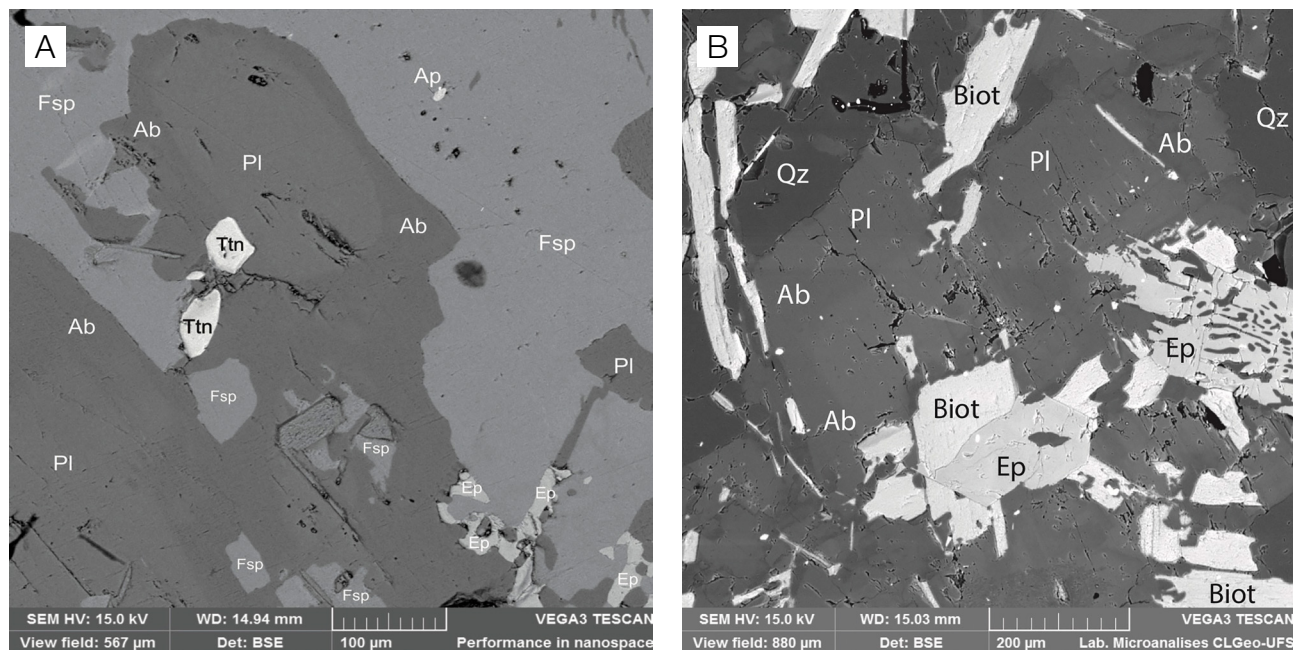 A
Fsp
Ap
Ab
Pl
Ab
Fsp
Ttn
Ttn
Ab
Pl
Fsp
Fsp
Pl
Ep
Ep
Ep
Fsp
Fsp
Ep
SEM HV: 15.0 kV WD: 14.94 mm VEGA3 TESCAN
View field: 567 µm Det: BSE 100 µm Performance in nanospace
B
Biot
Qz
Ab
Pl
Qz
Pl
Ab
Ep
Biot
Ab
Ep
Biot
SEM HV: 15.0 kV WD: 15.03 mm VEGA3 TESCAN
View field: 880 µm Det: BSE 200 µm Lab. Microanalises CLGeo-UFS